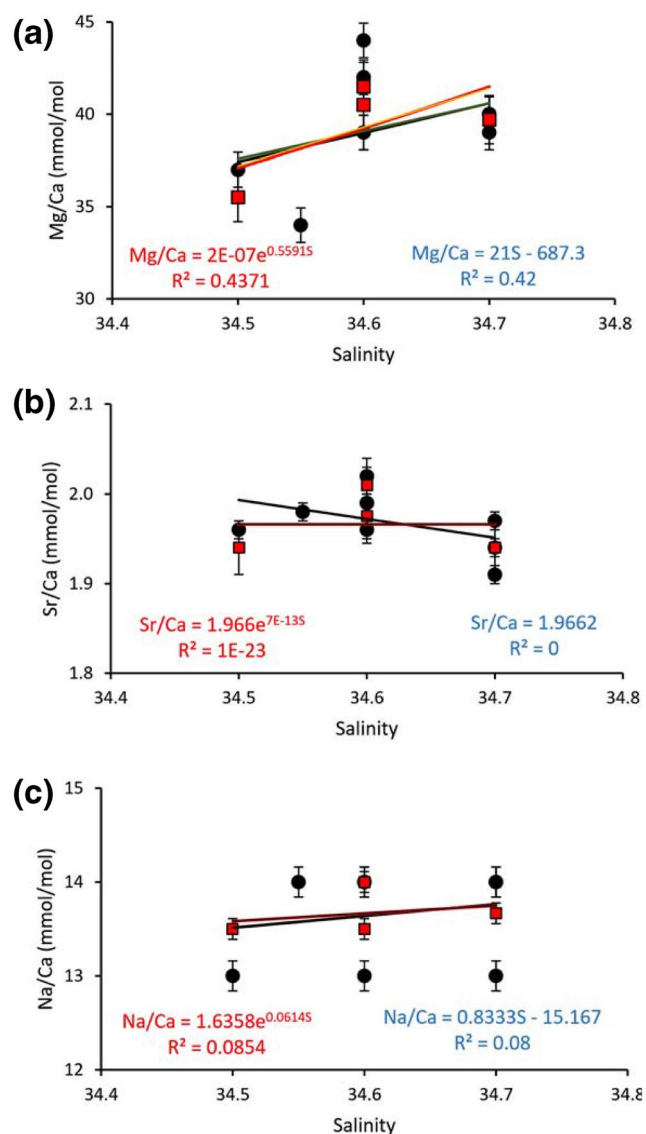 (a)
45
40
35
30
Mg/Ca (mmol/mol)
Mg/Ca = 2E-07e^0.5591S
R² = 0.4371
Mg/Ca = 21S - 687.3
R² = 0.42
34.4 34.5 34.6 34.7 34.8
Salinity
(b)
2.1
2.0
1.9
1.8
Sr/Ca (mmol/mol)
Sr/Ca = 1.966e^7E-13S
R² = 1E-23
Sr/Ca = 1.9662
R² = 0
34.4 34.5 34.6 34.7 34.8
Salinity
(c)
15
14
13
12
Na/Ca (mmol/mol)
Na/Ca = 1.6358e^0.0614S
R² = 0.0854
Na/Ca = 0.8333S - 15.167
R² = 0.08
34.4 34.5 34.6 34.7 34.8
Salinity